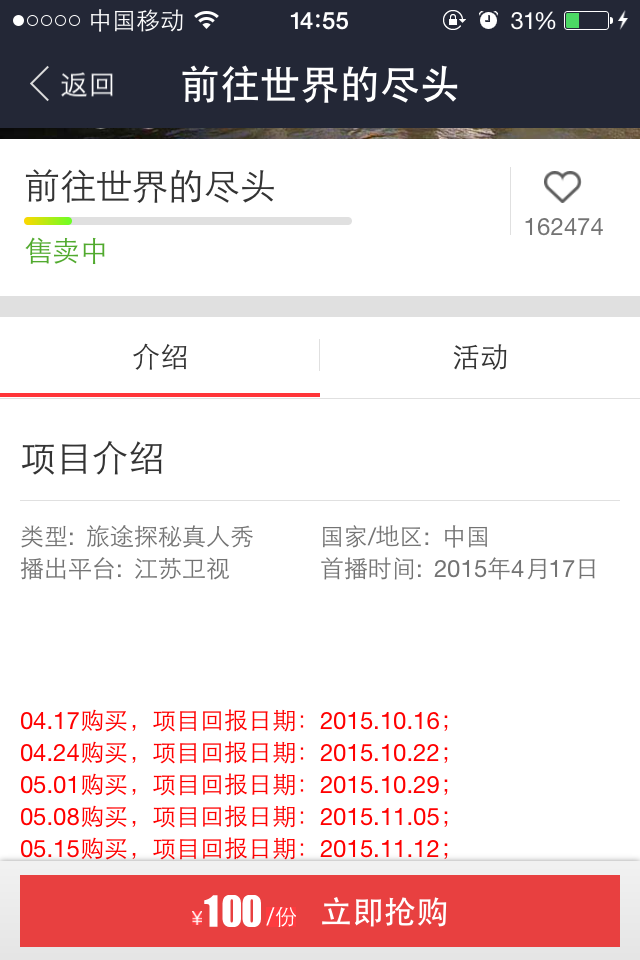 中国移动 14:55 31%
返回 前往世界的尽头
前往世界的尽头
162474
售卖中
介绍 活动
项目介绍
类型: 旅途探秘真人秀 国家/地区: 中国
播出平台: 江苏卫视 首播时间: 2015年4月17日
04.17购买，项目回报日期：2015.10.16；
04.24购买，项目回报日期：2015.10.22；
05.01购买，项目回报日期：2015.10.29；
05.08购买，项目回报日期：2015.11.05；
05.15购买，项目回报日期：2015.11.12；
¥100/份 立即抢购